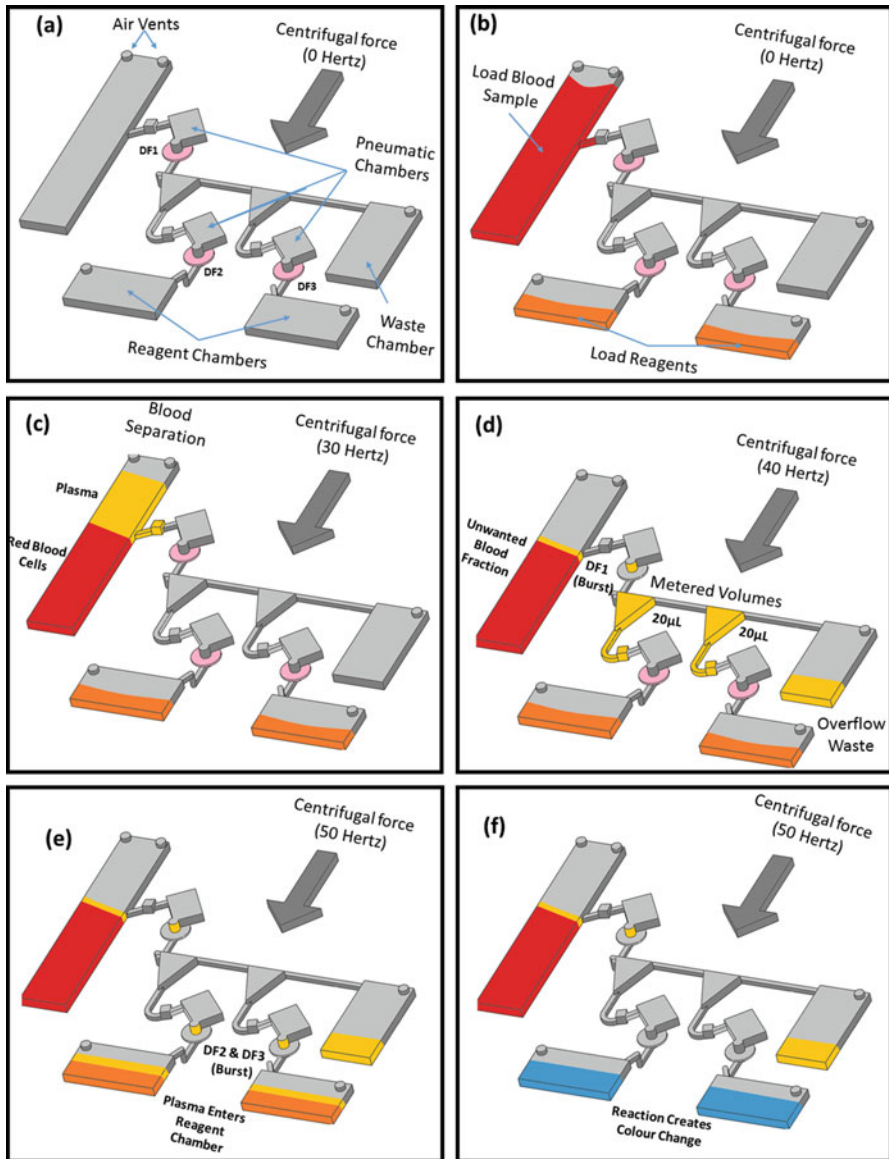 (a)
Air Vents
Centrifugal force
(0 Hertz)
DF1
Pneumatic
Chambers
DF2
DF3
Reagent Chambers
Waste
Chamber
(b)
Centrifugal force
(0 Hertz)
Load Blood
Sample
Load Reagents
(c)
Blood
Separation
Centrifugal force
(30 Hertz)
Plasma
Red Blood
Cells
(d)
Centrifugal force
(40 Hertz)
Unwanted
Blood
Fraction
DF1
(Burst)
Metered Volumes
20µL
20µL
Overflow
Waste
(e)
Centrifugal force
(50 Hertz)
DF2 & DF3
(Burst)
Plasma Enters
Reagent
Chamber
(f)
Centrifugal force
(50 Hertz)
Reaction Creates
Colour Change